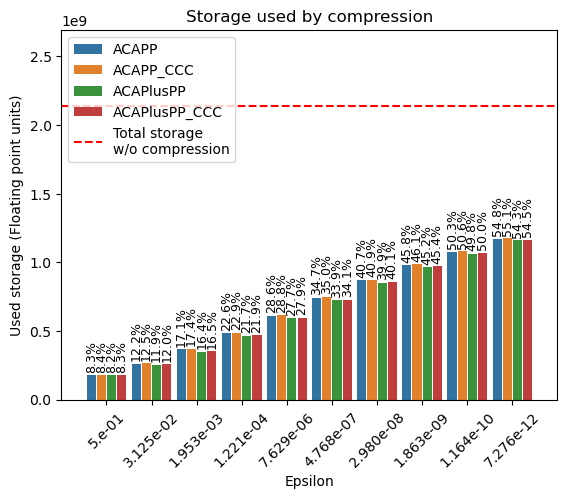 Storage used by compression
1e9
ACAPP
ACAPP_CCC
ACAPlusPP
ACAPlusPP_CCC
Total storage
w/o compression
Used storage (Floating point units)
2.5
2.0
1.5
1.0
0.5
0.0
8.3% 8.4% 8.2% 8.3%
12.2% 12.5% 11.9% 12.0%
17.1% 17.4% 16.4% 16.5%
22.6% 22.9% 21.7% 21.9%
28.6% 28.8% 27.7% 27.9%
34.7% 35.0% 33.9% 34.1%
40.7% 40.9% 39.9% 40.1%
45.8% 46.1% 45.2% 45.4%
50.3% 50.6% 49.8% 50.0%
54.8% 55.1% 54.3% 54.5%
5.e-01
3.125e-02
1.953e-03
1.221e-04
7.629e-06
4.768e-07
2.980e-08
1.863e-09
1.164e-10
7.276e-12
Epsilon